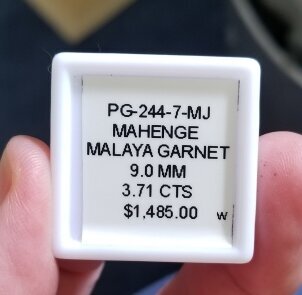 PG-244-7-MJ
MAHENGE
MALAYA GARNET
9.0 MM
3.71 CTS
$1,485.00 w